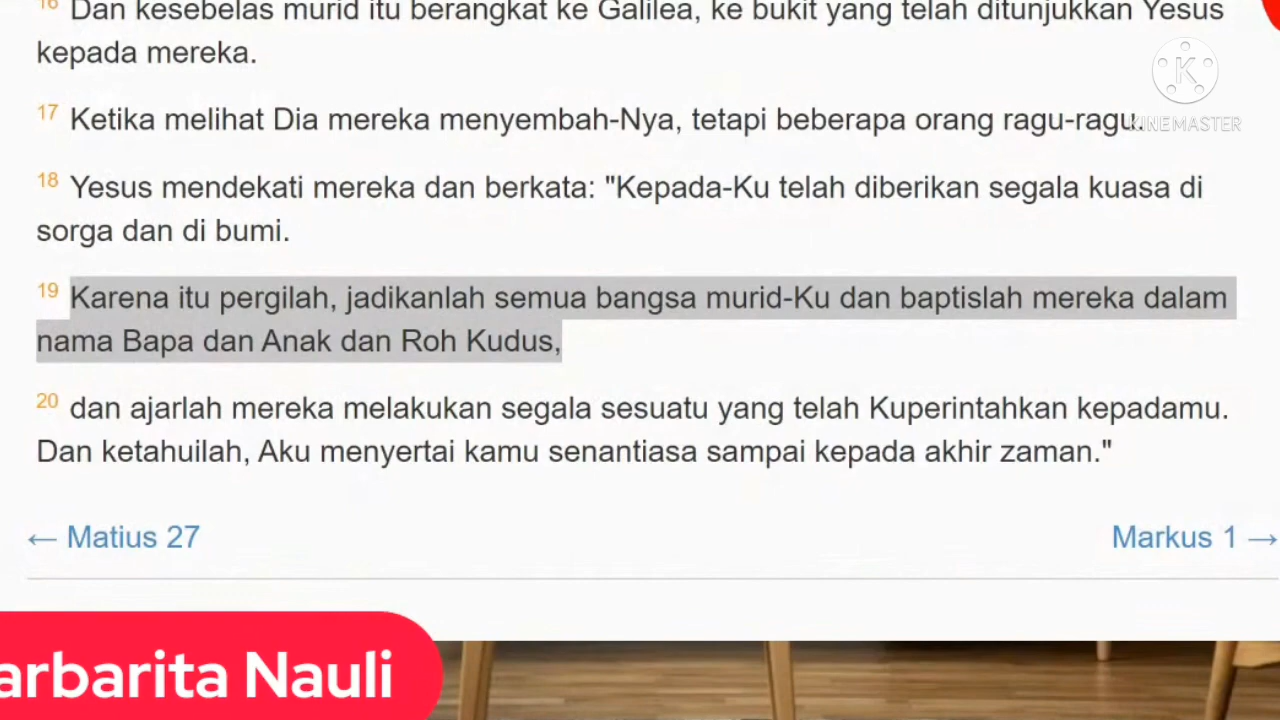 16 Dan kesebelas murid itu berangkat ke Galilea, ke bukit yang telah ditunjukkan Yesus
kepada mereka.
17 Ketika melihat Dia mereka menyembah-Nya, tetapi beberapa orang ragu-ragu.
K
KINEMASTER
18 Yesus mendekati mereka dan berkata: "Kepada-Ku telah diberikan segala kuasa di
sorga dan di bumi.
19 Karena itu pergilah, jadikanlah semua bangsa murid-Ku dan baptislah mereka dalam
nama Bapa dan Anak dan Roh Kudus,
20 dan ajarlah mereka melakukan segala sesuatu yang telah Kuperintahkan kepadamu.
Dan ketahuilah, Aku menyertai kamu senantiasa sampai kepada akhir zaman."
← Matius 27
Markus 1 →
arbarita Nauli